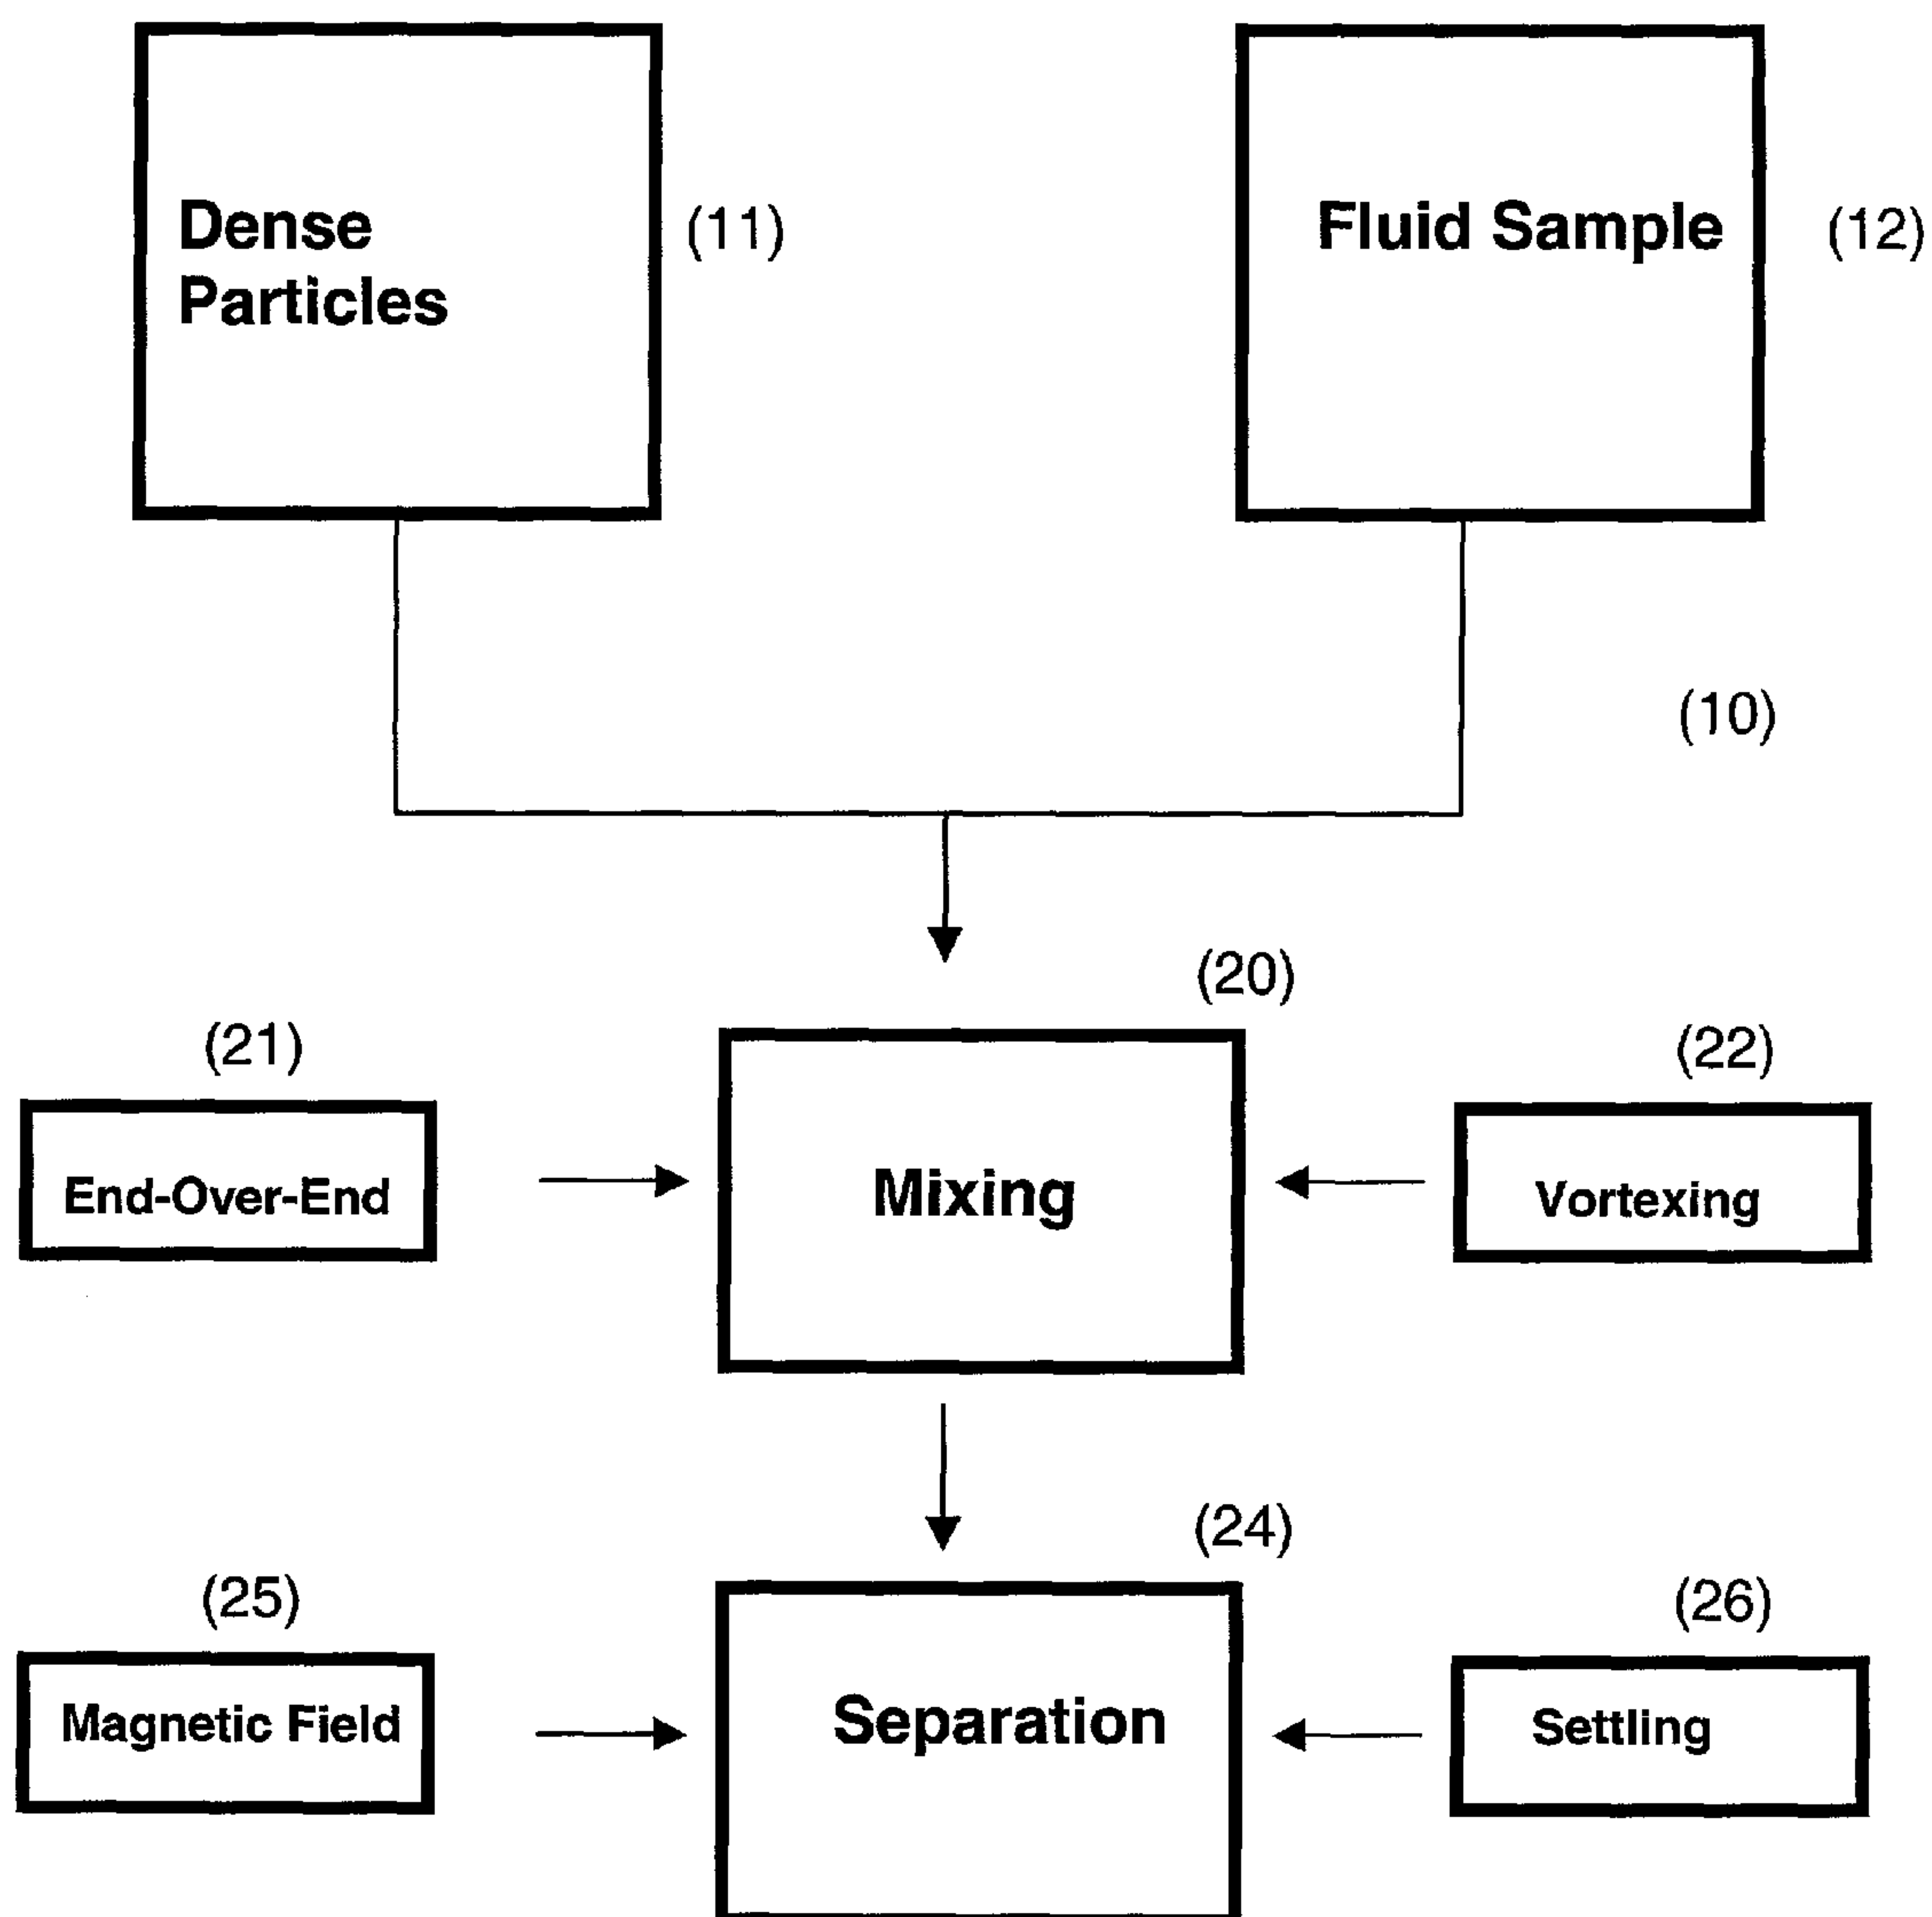 Dense
Particles
(11)
Fluid Sample
(12)
(10)
(20)
(21)
(22)
End-Over-End
Mixing
Vortexing
(24)
(25)
(26)
Magnetic Field
Separation
Settling